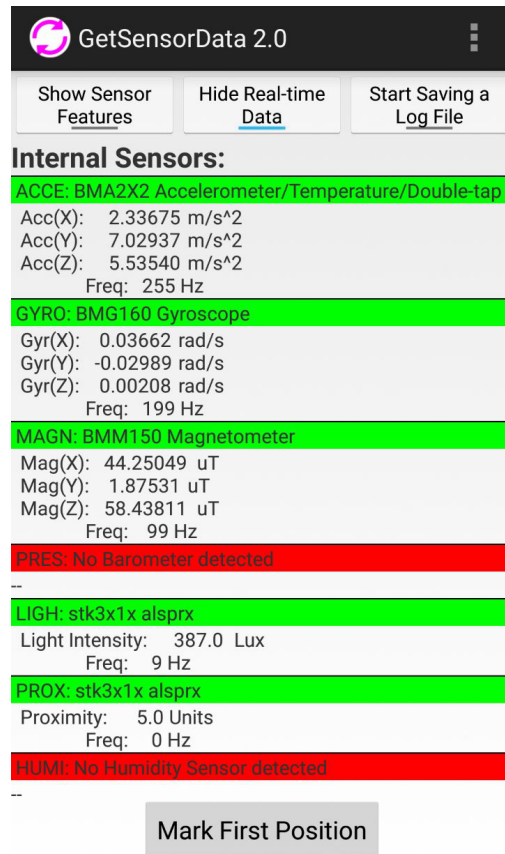 GetSensorData 2.0
Show Sensor Features
Hide Real-time Data
Start Saving a Log File
Internal Sensors:
ACCE: BMA2X2 Accelerometer/Temperature/Double-tap
Acc(X): 2.33675 m/s^2
Acc(Y): 7.02937 m/s^2
Acc(Z): 5.53540 m/s^2
Freq: 255 Hz
GYRO: BMG160 Gyroscope
Gyr(X): 0.03662 rad/s
Gyr(Y): -0.02989 rad/s
Gyr(Z): 0.00208 rad/s
Freq: 199 Hz
MAGN: BMM150 Magnetometer
Mag(X): 44.25049 uT
Mag(Y): 1.87531 uT
Mag(Z): 58.43811 uT
Freq: 99 Hz
PRES: No Barometer detected
--
LIGH: stk3x1x alsprx
Light Intensity: 387.0 Lux
Freq: 9 Hz
PROX: stk3x1x alsprx
Proximity: 5.0 Units
Freq: 0 Hz
HUMI: No Humidity Sensor detected
--
Mark First Position